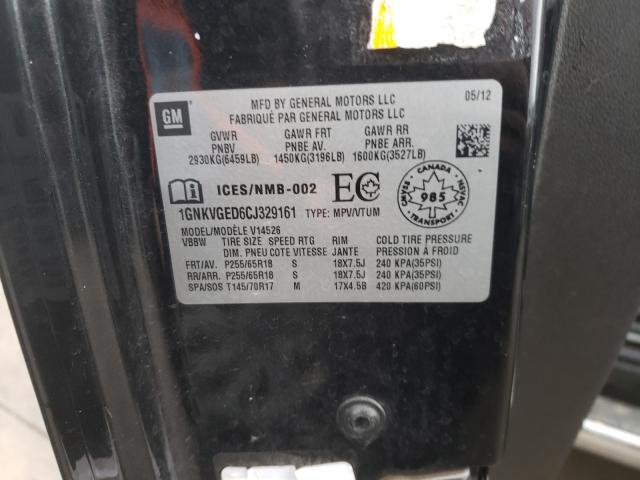 GM
MFD BY GENERAL MOTORS LLC 05/12
FABRIQUÉ PAR GENERAL MOTORS LLC
GVWR GAWR FRT GAWR RR
PNBV PNBE AV. PNBE ARR.
2930KG(6459LB) 1450KG(3196LB) 1600KG(3527LB)
ICES/NMB-002 EC
CANADA
CMVSS 985 NSVAC
TRANSPORT
1GNKVGED6CJ329161 TYPE: MPV/VTUM
MODEL/MODÈLE V14526
VBBW TIRE SIZE SPEED RTG RIM COLD TIRE PRESSURE
DIM. PNEU COTE VITESSE JANTE PRESSION À FROID
FRT/AV. P255/65R18 S 18X7.5J 240 KPA(35PSI)
RR/ARR. P255/65R18 S 18X7.5J 240 KPA(35PSI)
SPA/SOS T145/70R17 M 17X4.5B 420 KPA(60PSI)